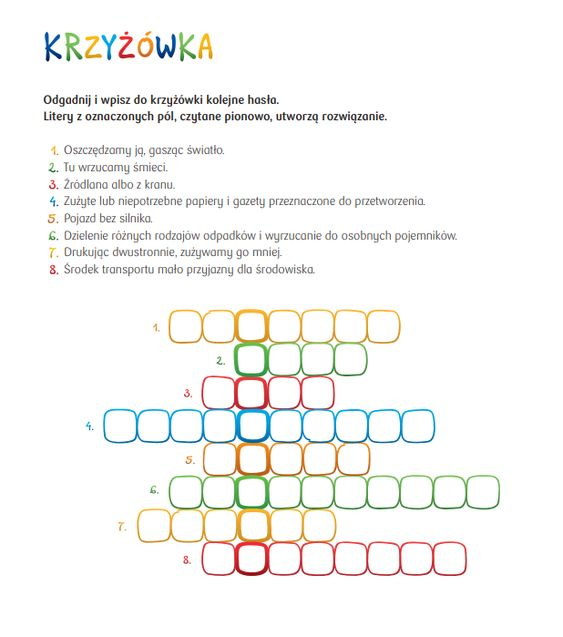 KRZYŻÓWKA
Odgadnij i wpisz do krzyżówki kolejne hasła.
Litery z oznaczonych pól, czytane pionowo, utworzą rozwiązanie.
1. Oszczędzamy ją, gasząc światło.
2. Tu wrzucamy śmieci.
3. Źródlana albo z kranu.
4. Zużyte lub niepotrzebne papiery i gazety przeznaczone do przetworzenia.
5. Pojazd bez silnika.
6. Dzielenie różnych rodzajów odpadków i wyrzucanie do osobnych pojemników.
7. Drukując dwustronnie, zużywamy go mniej.
8. Środek transportu mało przyjazny dla środowiska.
1.
2.
3.
4.
5.
6.
7.
8.